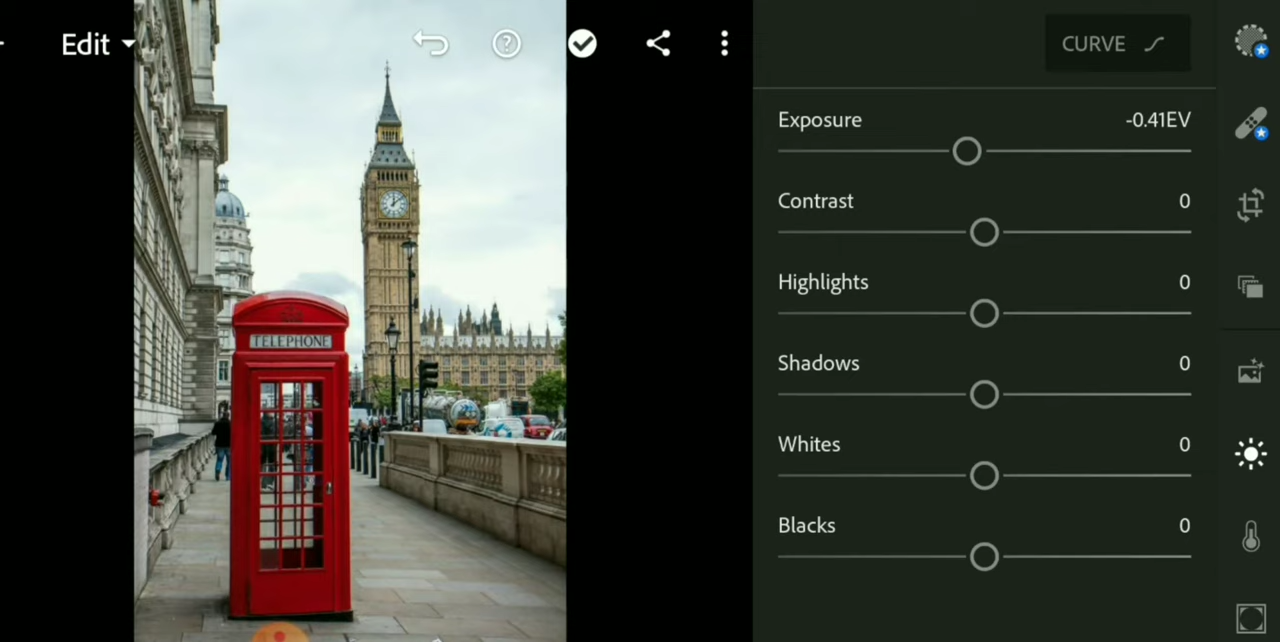 Edit
CURVE
Exposure -0.41EV
Contrast 0
Highlights 0
Shadows 0
Whites 0
Blacks 0
TELEPHONE